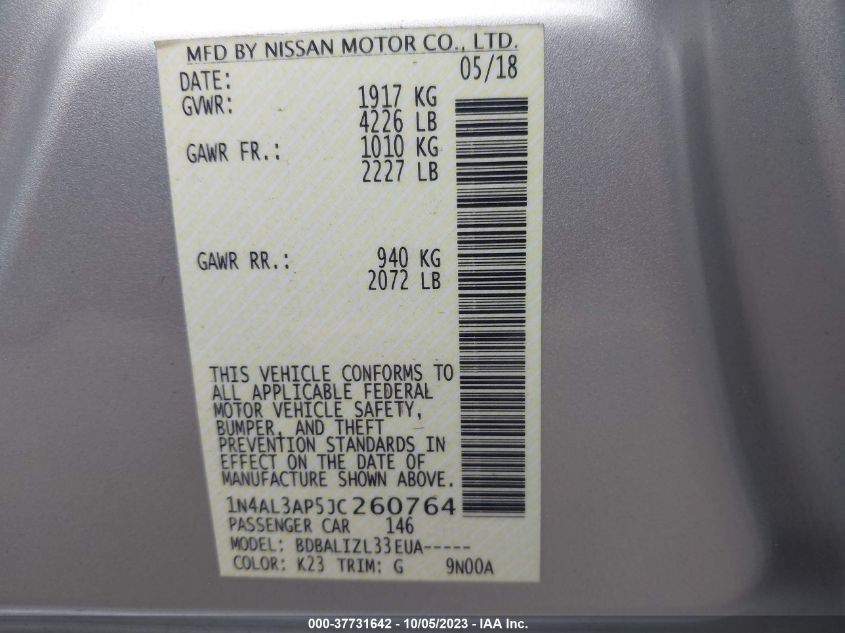 MFD BY NISSAN MOTOR CO., LTD.
DATE: 05/18
GVWR: 1917 KG
4226 LB
GAWR FR.: 1010 KG
2227 LB
GAWR RR.: 940 KG
2072 LB
THIS VEHICLE CONFORMS TO
ALL APPLICABLE FEDERAL
MOTOR VEHICLE SAFETY,
BUMPER, AND THEFT
PREVENTION STANDARDS IN
EFFECT ON THE DATE OF
MANUFACTURE SHOWN ABOVE.
1N4AL3AP5JC260764
PASSENGER CAR 146
MODEL: BDBALIZL33EUA-----
COLOR: K23 TRIM: G 9N00A
000-37731642 - 10/05/2023 - IAA Inc.